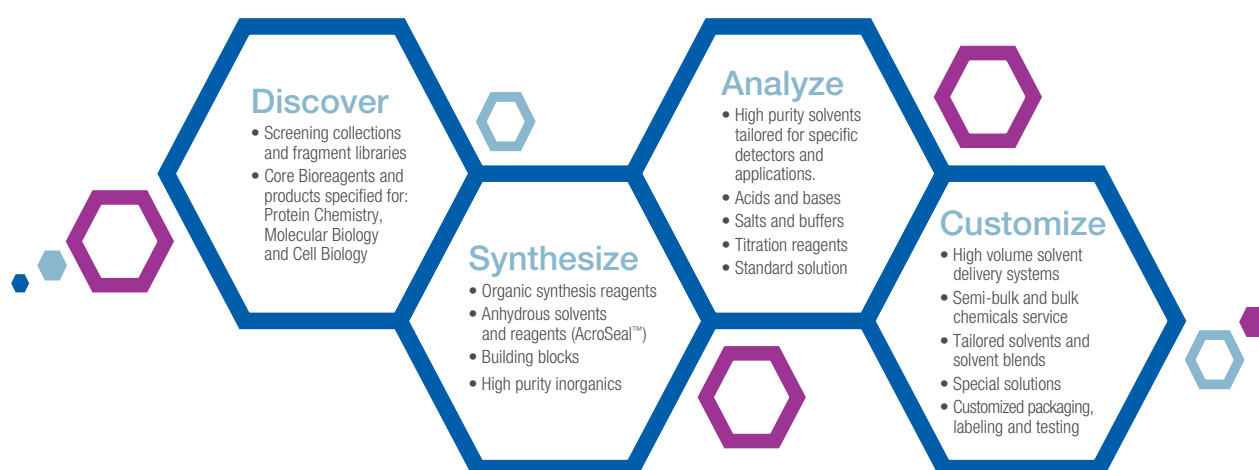 Discover
• Screening collections
and fragment libraries
• Core Bioreagents and
products specified for:
Protein Chemistry,
Molecular Biology
and Cell Biology
Synthesize
• Organic synthesis reagents
• Anhydrous solvents
and reagents (AcroSeal™)
• Building blocks
• High purity inorganics
Analyze
• High purity solvents
tailored for specific
detectors and
applications.
• Acids and bases
• Salts and buffers
• Titration reagents
• Standard solution
Customize
• High volume solvent
delivery systems
• Semi-bulk and bulk
chemicals service
• Tailored solvents and
solvent blends
• Special solutions
• Customized packaging,
labeling and testing